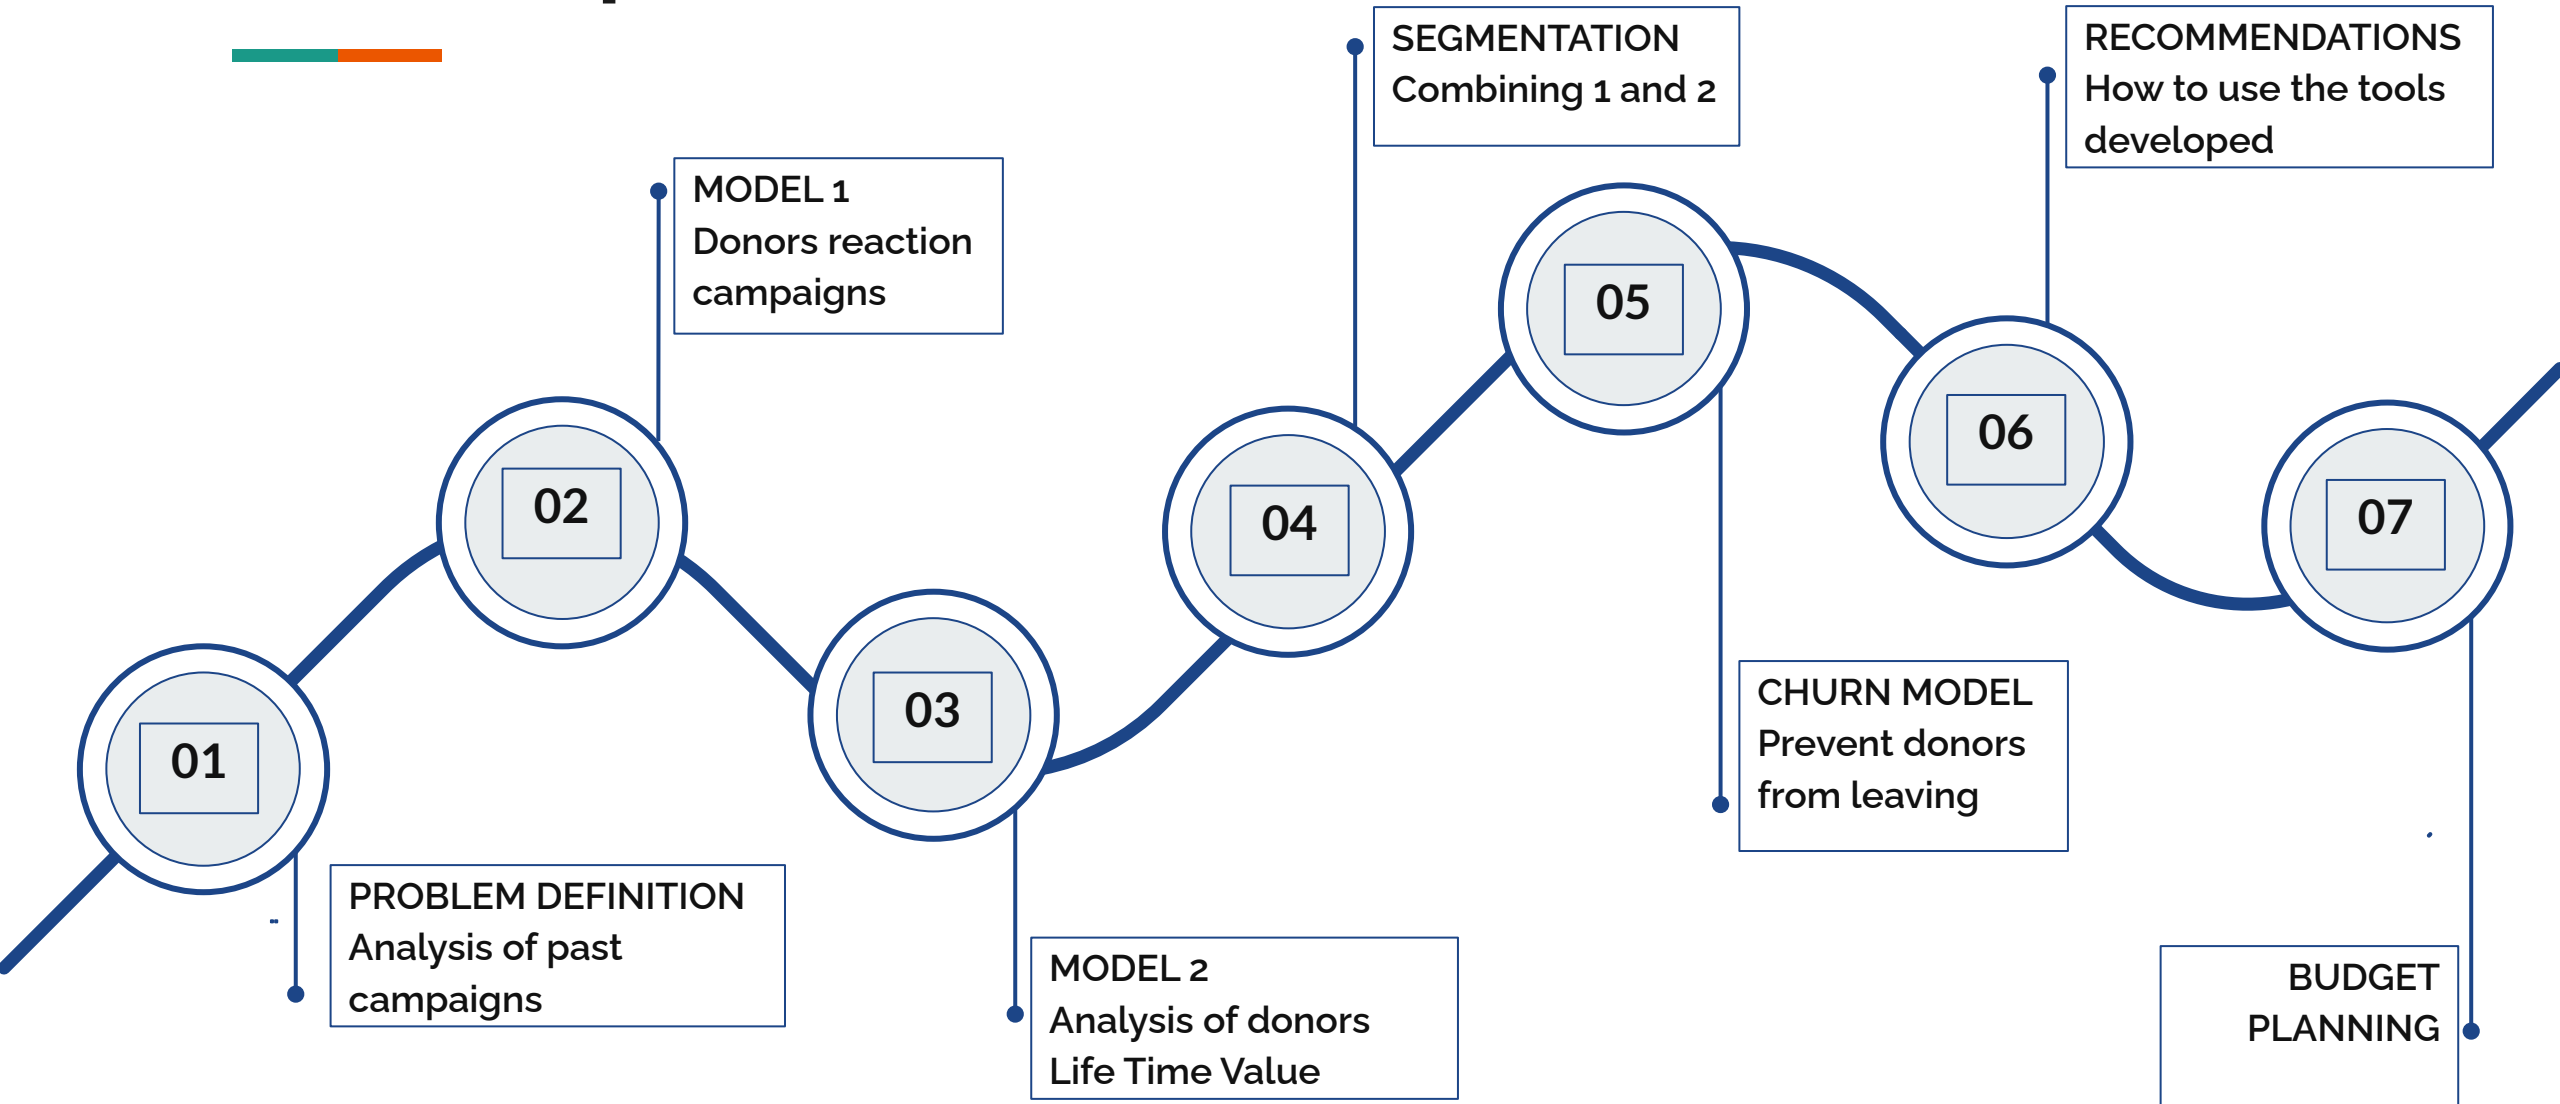 01
PROBLEM DEFINITION
Analysis of past
campaigns
02
MODEL 1
Donors reaction
campaigns
03
MODEL 2
Analysis of donors
Life Time Value
04
SEGMENTATION
Combining 1 and 2
05
CHURN MODEL
Prevent donors
from leaving
06
RECOMMENDATIONS
How to use the tools
developed
07
BUDGET
PLANNING